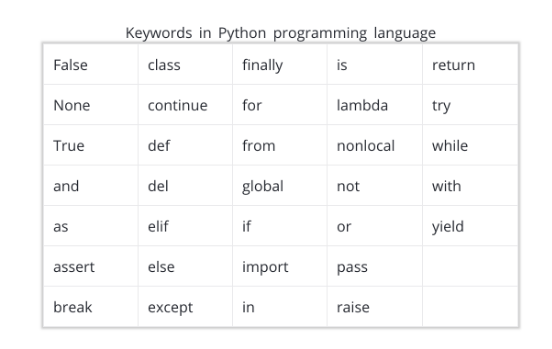 Keywords in Python programming language
False class finally is return
None continue for lambda try
True def from nonlocal while
and del global not with
as elif if or yield
assert else import pass
break except in raise